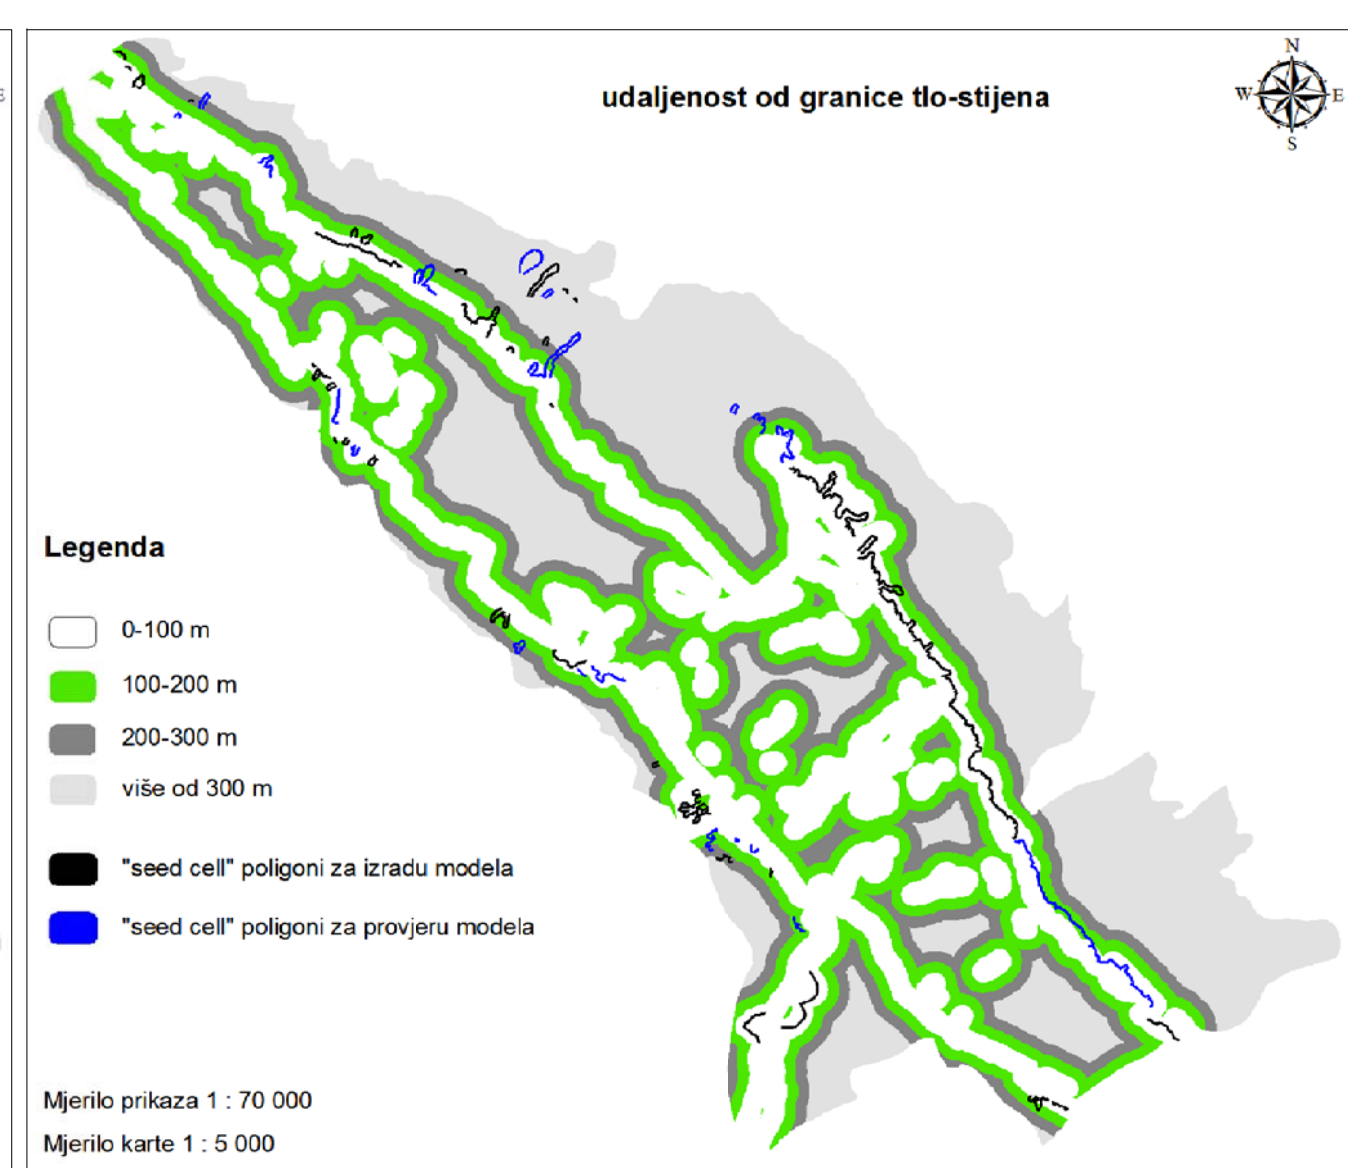 udaljenost od granice tlo-stijena
N
W E
S
E
Legenda
0-100 m
100-200 m
200-300 m
više od 300 m
"seed cell" poligoni za izradu modela
"seed cell" poligoni za provjeru modela
Mjerilo prikaza 1 : 70 000
Mjerilo karte 1 : 5 000